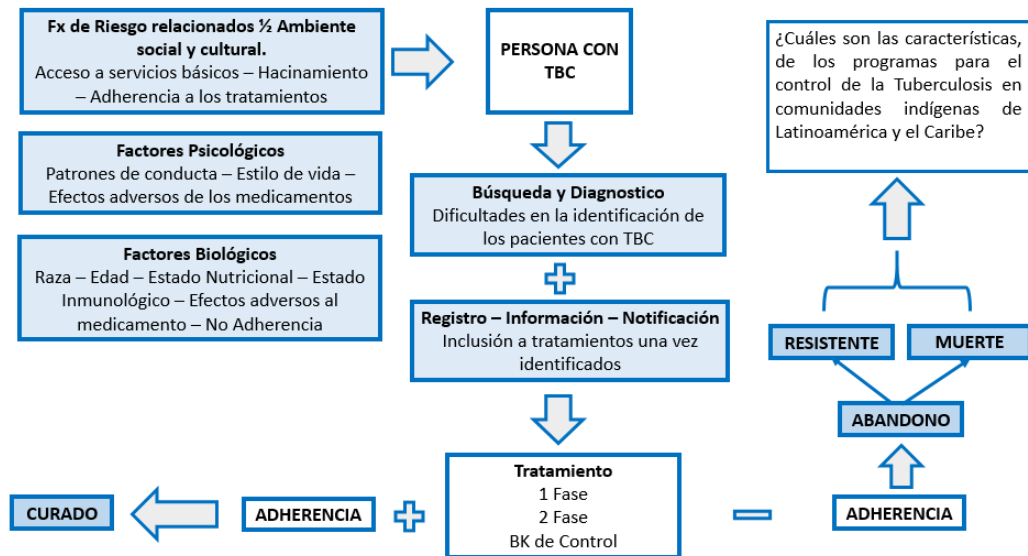 Fx de Riesgo relacionados ½ Ambiente
social y cultural.
Acceso a servicios básicos – Hacinamiento
– Adherencia a los tratamientos
PERSONA CON
TBC
¿Cuáles son las características,
de los programas para el
control de la Tuberculosis en
comunidades indígenas de
Latinoamérica y el Caribe?
Factores Psicológicos
Patrones de conducta – Estilo de vida –
Efectos adversos de los medicamentos
Búsqueda y Diagnostico
Dificultades en la identificación de
los pacientes con TBC
Factores Biológicos
Raza – Edad – Estado Nutricional – Estado
Inmunológico – Efectos adversos al
medicamento – No Adherencia
Registro – Información – Notificación
Inclusión a tratamientos una vez
identificados
RESISTENTE
MUERTE
ABANDONO
Tratamiento
1 Fase
2 Fase
BK de Control
CURADO
ADHERENCIA
ADHERENCIA